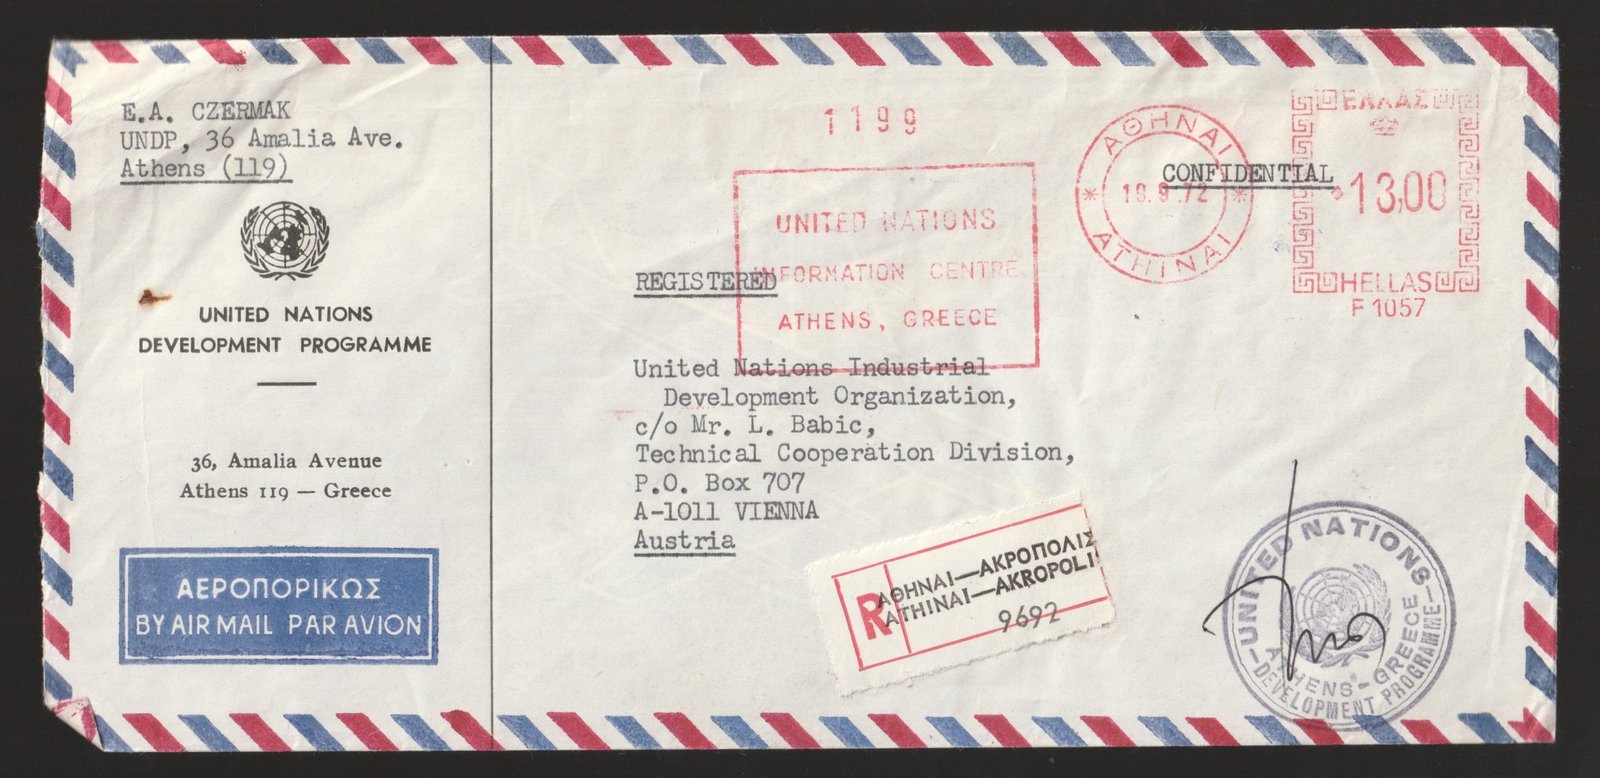 E.A. CZERMAK
UNDP, 36 Amalia Ave.
Athens (119)
UNITED NATIONS
DEVELOPMENT PROGRAMME
36, Amalia Avenue
Athens 119 — Greece
ΑΕΡΟΠΟΡΙΚΩΣ
BY AIR MAIL PAR AVION
1199
UNITED NATIONS
INFORMATION CENTRE
ATHENS, GREECE
ΑΘΗΝΑΙ
19.9.72
ATHINAI
CONFIDENTIAL
ΕΛΛΑΣ
13,00
HELLAS
F 1057
REGISTERED
United Nations Industrial
Development Organization,
c/o Mr. L. Babic,
Technical Cooperation Division,
P.O. Box 707
A-1011 VIENNA
Austria
R
ΑΘΗΝΑΙ—ΑΚΡΟΠΟΛΙΣ
ATHINAI—AKROPOLIS
9692
UNITED NATIONS
ATHENS-GREECE
—DEVELOPMENT PROGRAMME—